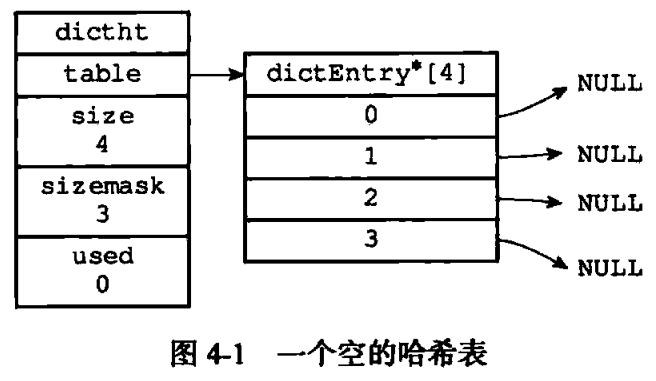 dictht
table
size
4
sizemask
3
used
0
dictEntry*[4]
0
1
2
3
NULL
NULL
NULL
NULL
图 4-1 一个空的哈希表